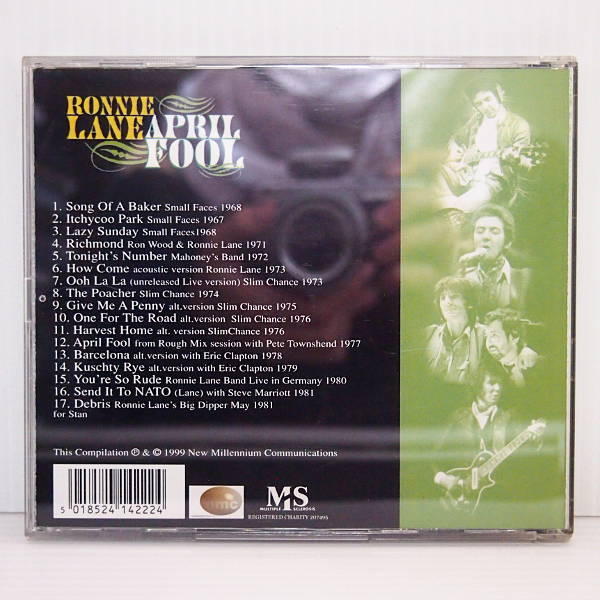 RONNIE
LANE APRIL
FOOL
1. Song Of A Baker Small Faces 1968
2. Itchycoo Park Small Faces 1967
3. Lazy Sunday Small Faces1968
4. Richmond Ron Wood & Ronnie Lane 1971
5. Tonight's Number Mahoney's Band 1972
6. How Come acoustic version Ronnie Lane 1973
7. Ooh La La (unreleased Live version) Slim Chance 1973
8. The Poacher Slim Chance 1974
9. Give Me A Penny alt.version Slim Chance 1975
10. One For The Road alt.version Slim Chance 1976
11. Harvest Home alt. version SlimChance 1976
12. April Fool from Rough Mix session with Pete Townshend 1977
13. Barcelona alt.version with Eric Clapton 1978
14. Kuschty Rye alt.version with Eric Clapton 1979
15. You're So Rude Ronnie Lane Band Live in Germany 1980
16. Send It To NATO (Lane) with Steve Marriott 1981
17. Debris Ronnie Lane's Big Dipper May 1981
for Stan
This Compilation ℗ & © 1999 New Millennium Communications
5 018524 142224
nmc
MS
MULTIPLE SCLEROSIS
REGISTERED CHARITY 207495